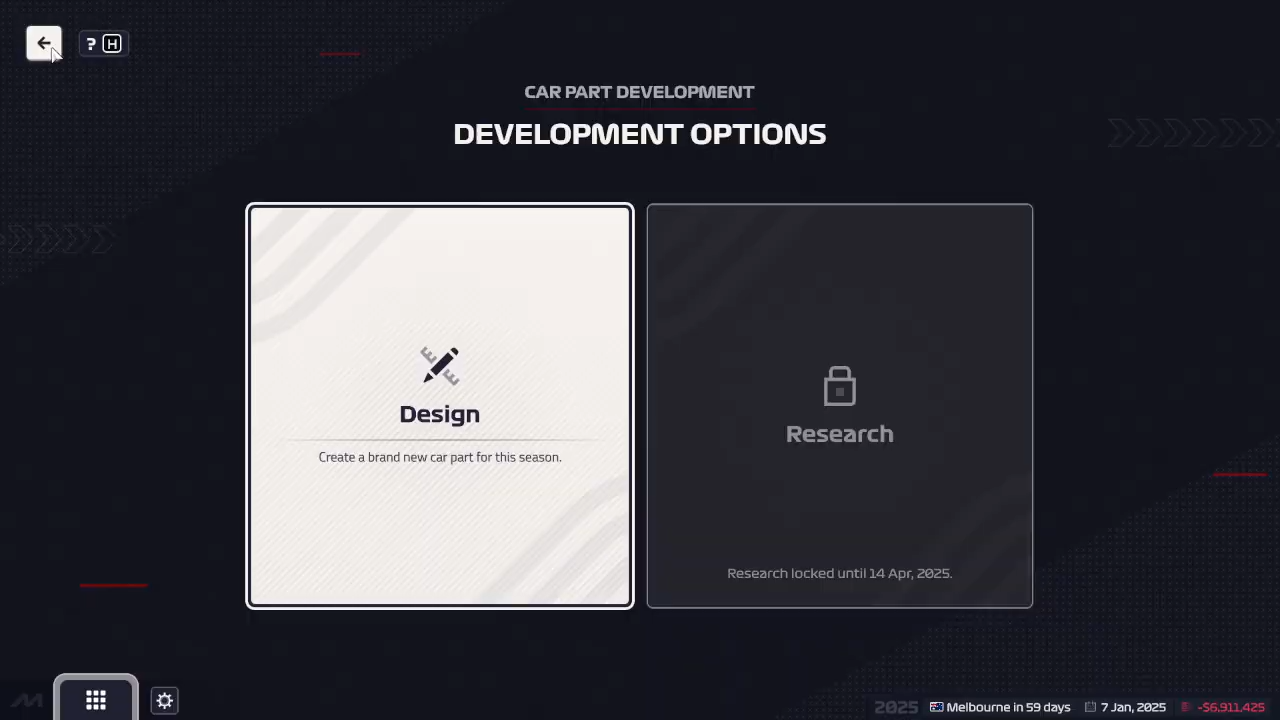 ? H
CAR PART DEVELOPMENT
DEVELOPMENT OPTIONS
Design
Create a brand new car part for this season.
Research
Research locked until 14 Apr, 2025.
2025 Melbourne in 59 days 7 Jan, 2025 -$6,911,425